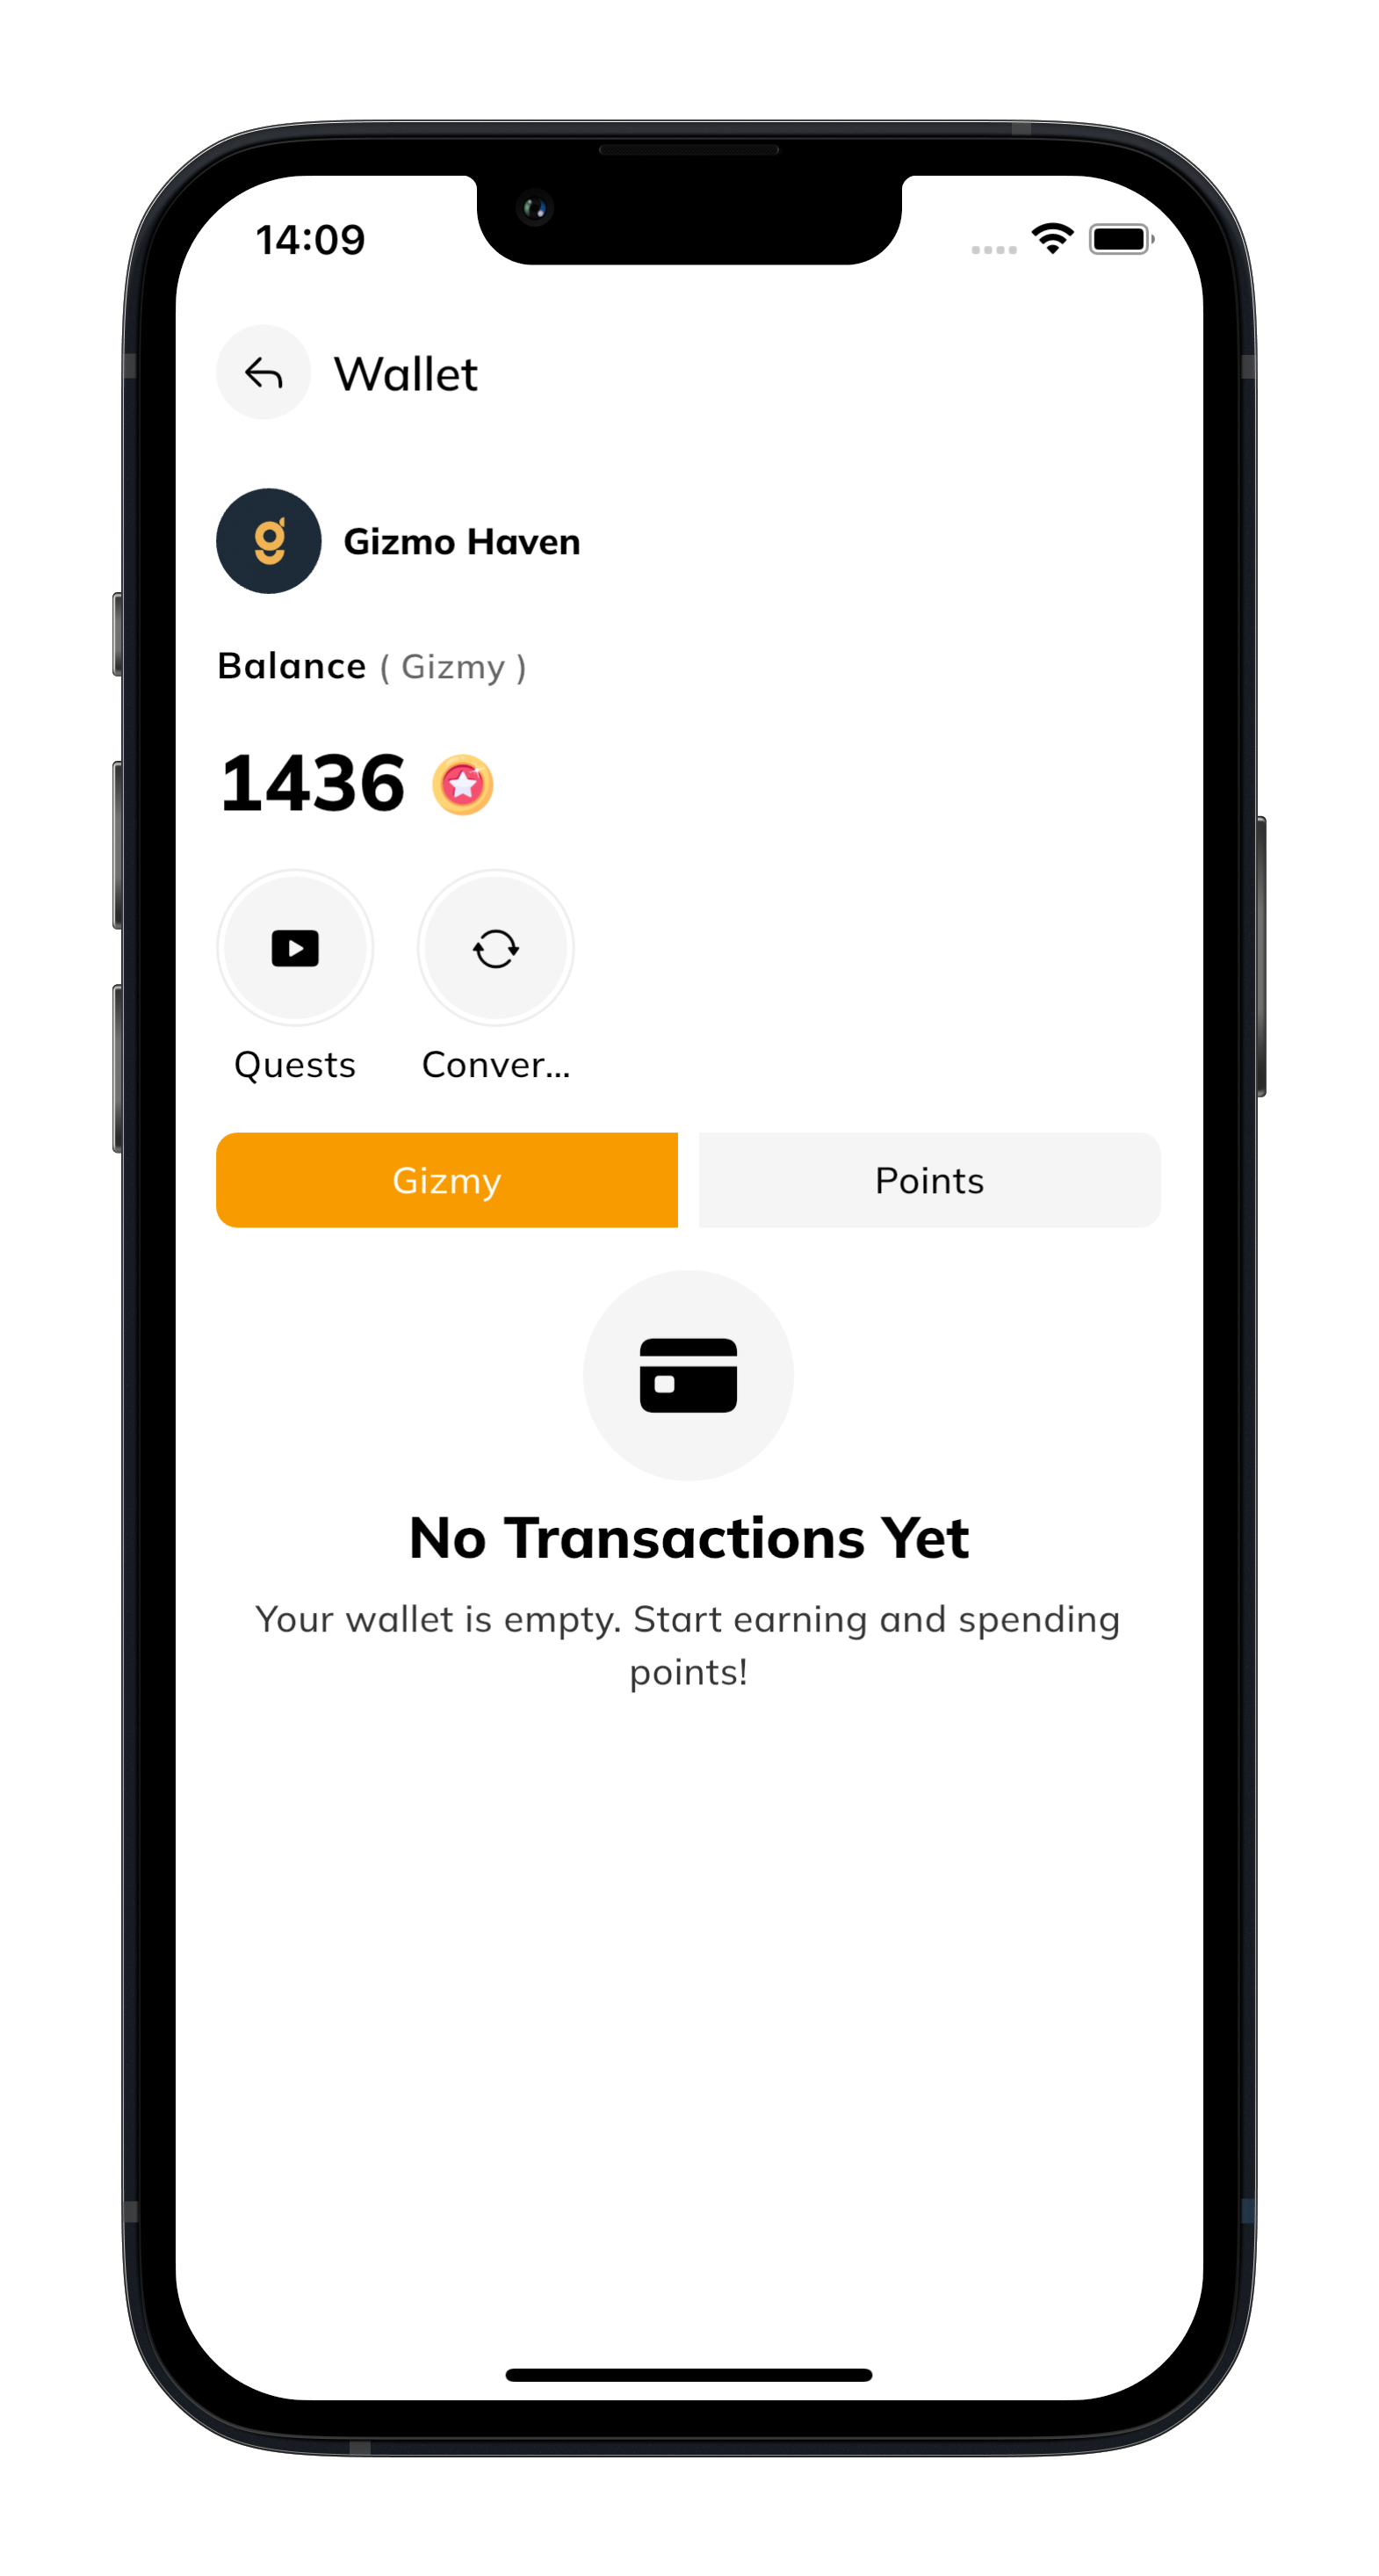 14:09
Wallet
g
Gizmo Haven
Balance ( Gizmy )
1436
Quests
Conver...
Gizmy
Points
No Transactions Yet
Your wallet is empty. Start earning and spending
points!